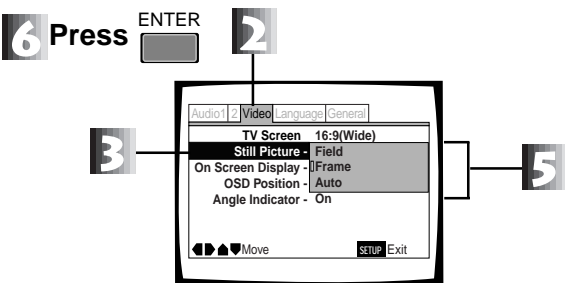 6 Press ENTER
2
Audio1 2 Video Language General
TV Screen 16:9(Wide)
3 Still Picture - Field
On Screen Display - Frame 5
OSD Position - Auto
Angle Indicator - On
Move SETUP Exit